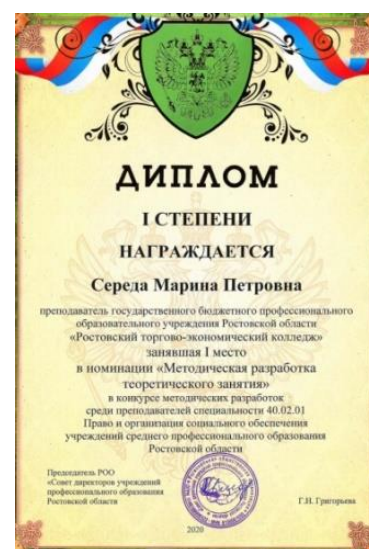 ДИПЛОМ
I СТЕПЕНИ
НАГРАЖДАЕТСЯ
Середа Марина Петровна
преподаватель государственного бюджетного профессионального
образовательного учреждения Ростовской области
«Ростовский торгово-экономический колледж»
занявшая I место
в номинации «Методическая разработка
теоретического занятия»
в конкурсе методических разработок
среди преподавателей специальности 40.02.01
Право и организация социального обеспечения
учреждений среднего профессионального образования
Ростовской области
Председатель РОО
«Совет директоров учреждений
профессионального образования
Ростовской области
Г.Н. Григорьева
2020